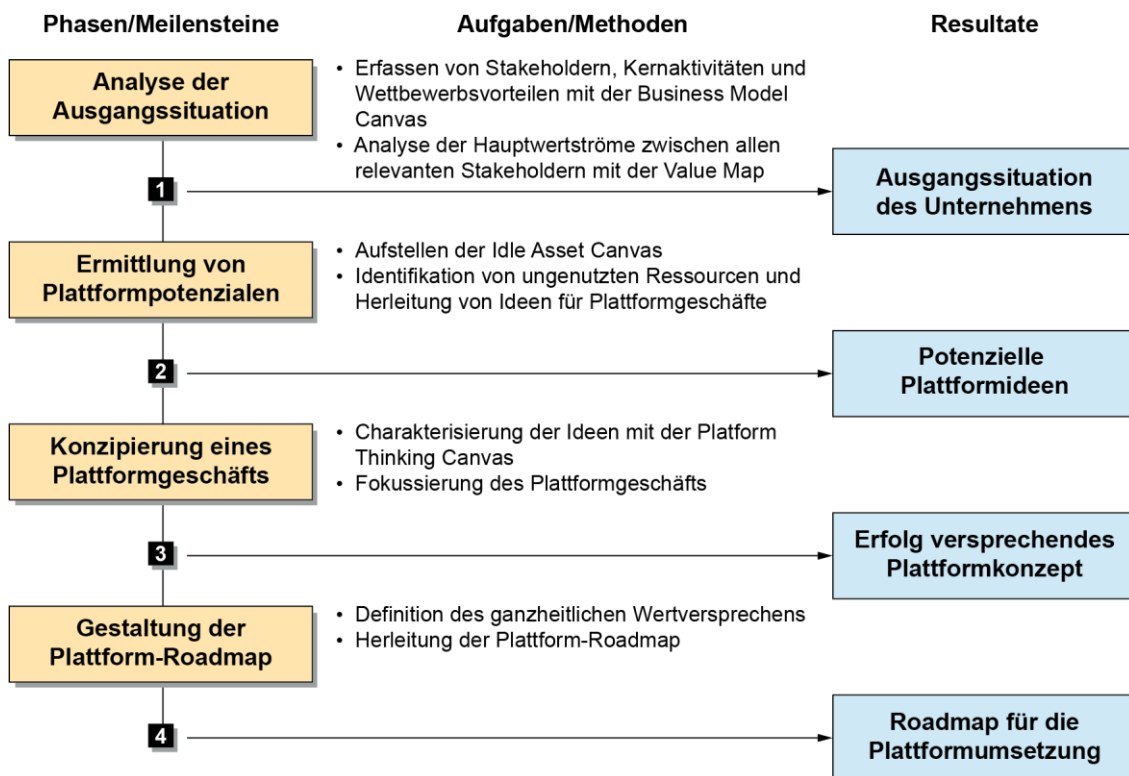 Phasen/Meilensteine
Aufgaben/Methoden
Resultate
Analyse der
Ausgangssituation
• Erfassen von Stakeholdern, Kernaktivitäten und
Wettbewerbsvorteilen mit der Business Model
Canvas
• Analyse der Hauptwertströme zwischen allen
relevanten Stakeholdern mit der Value Map
1
Ausgangssituation
des Unternehmens
Ermittlung von
Plattformpotenzialen
• Aufstellen der Idle Asset Canvas
• Identifikation von ungenutzten Ressourcen und
Herleitung von Ideen für Plattformgeschäfte
2
Potenzielle
Plattformideen
Konzipierung eines
Plattformgeschäfts
• Charakterisierung der Ideen mit der Platform
Thinking Canvas
• Fokussierung des Plattformgeschäfts
3
Erfolg versprechendes
Plattformkonzept
Gestaltung der
Plattform-Roadmap
• Definition des ganzheitlichen Wertversprechens
• Herleitung der Plattform-Roadmap
4
Roadmap für die
Plattformumsetzung